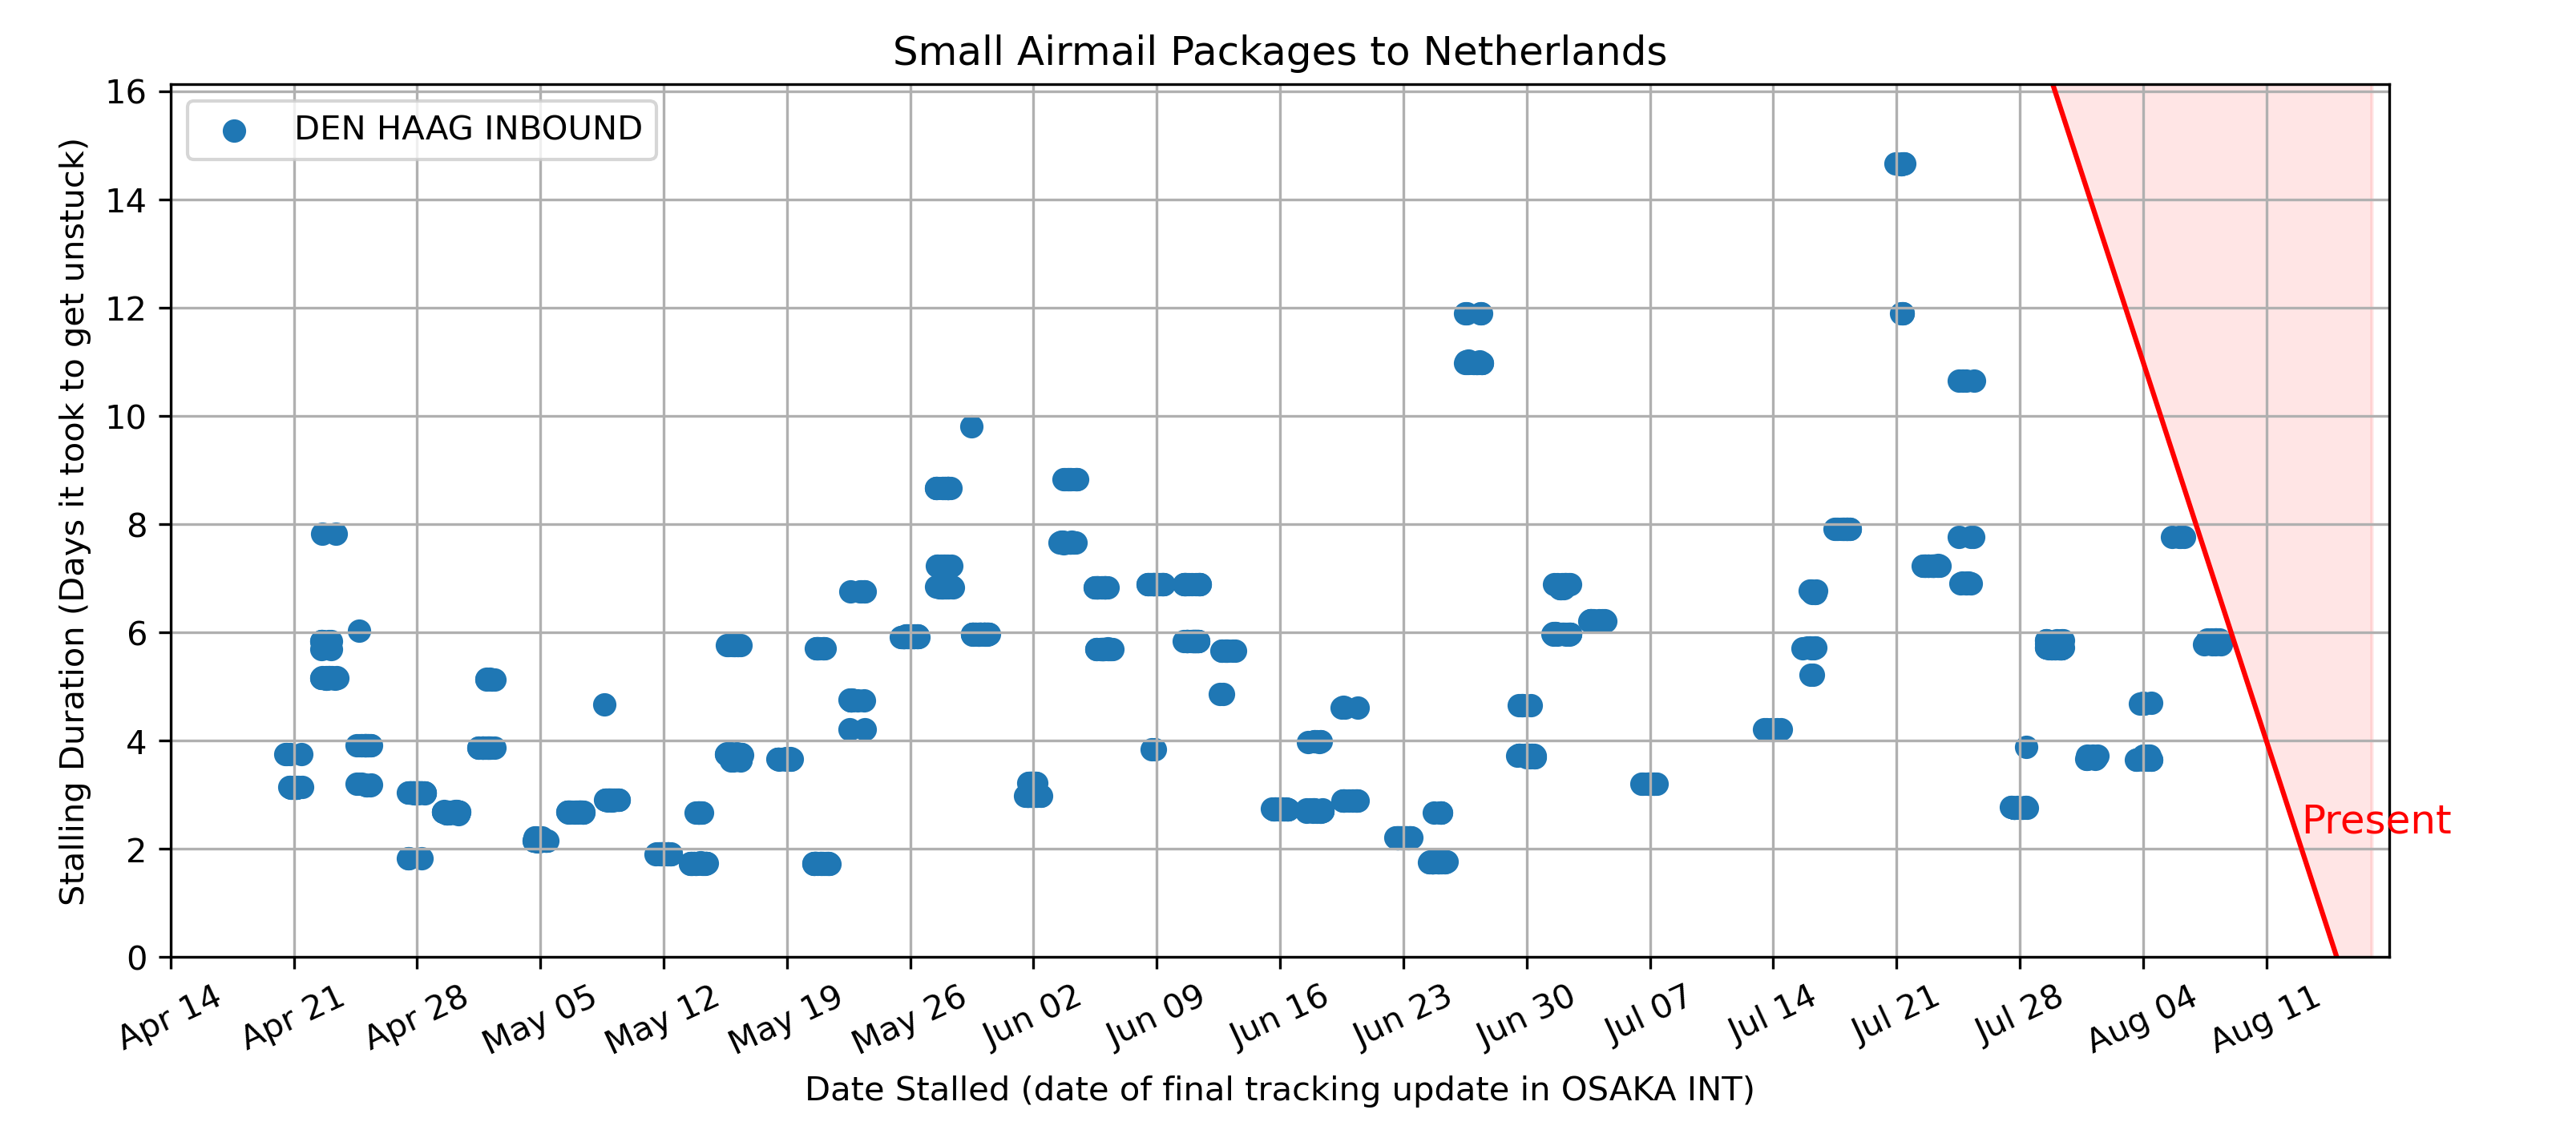 Small Airmail Packages to Netherlands
DEN HAAG INBOUND
Stalling Duration (Days it took to get unstuck)
16
14
12
10
8
6
4
2
0
Present
Apr 14
Apr 21
Apr 28
May 05
May 12
May 19
May 26
Jun 02
Jun 09
Jun 16
Jun 23
Jun 30
Jul 07
Jul 14
Jul 21
Jul 28
Aug 04
Aug 11
Date Stalled (date of final tracking update in OSAKA INT)